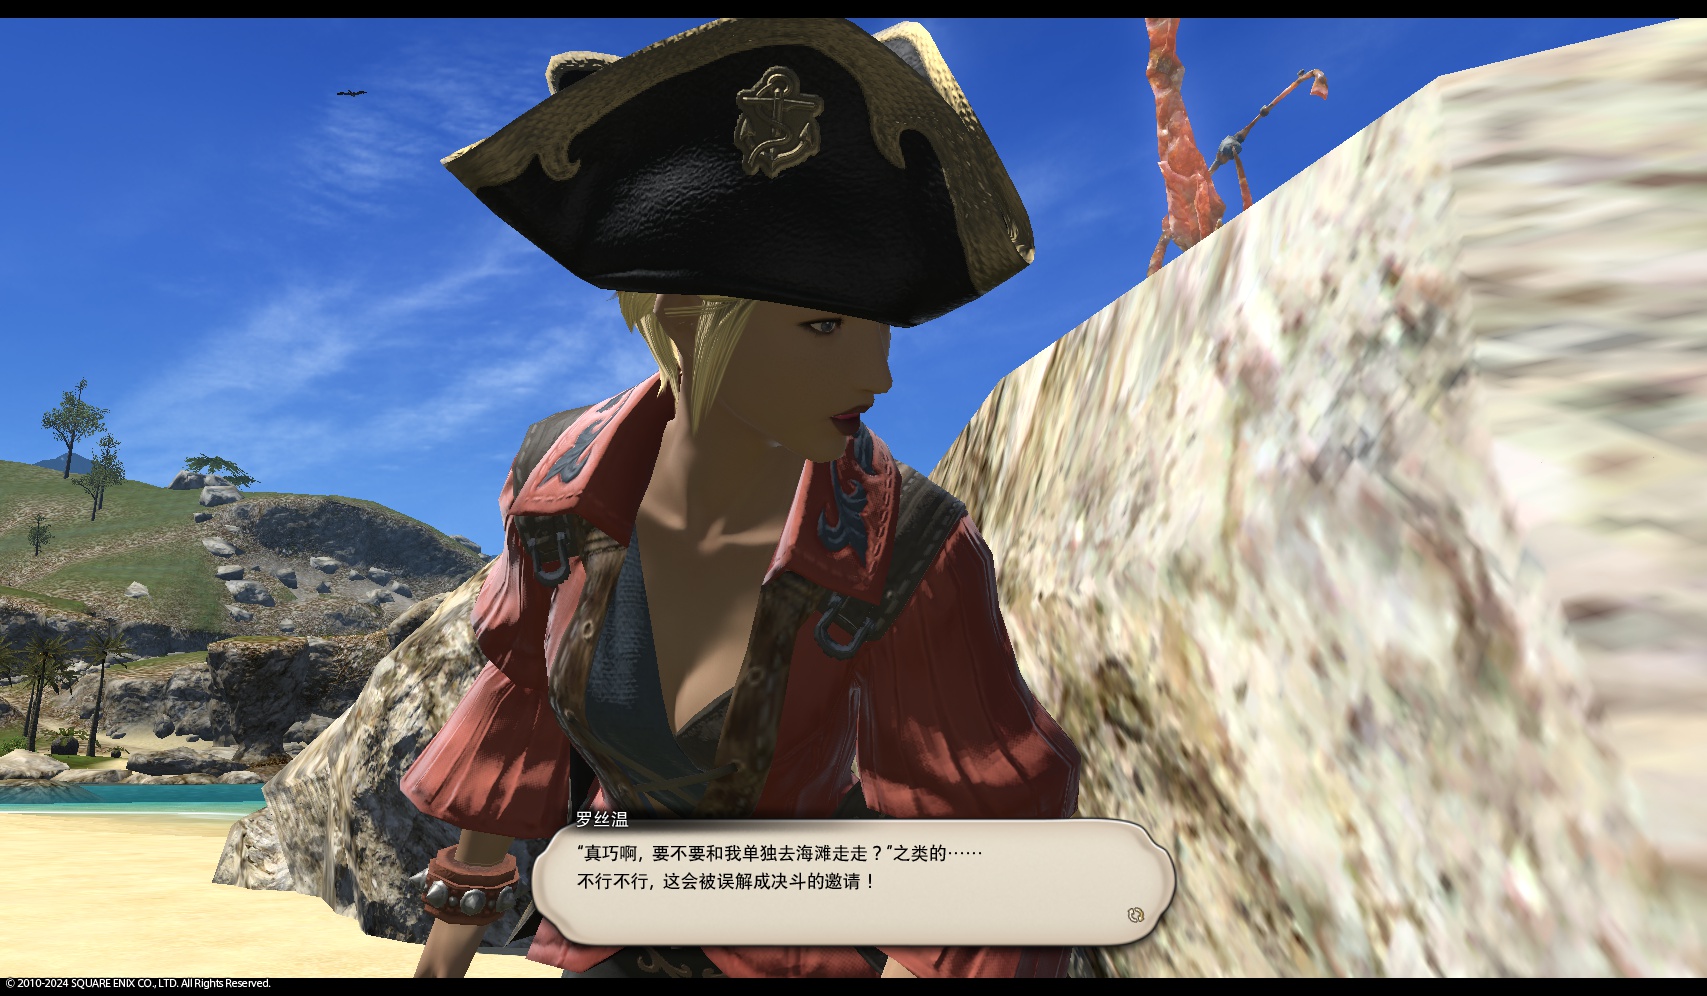 罗丝温
“真巧啊，要不要和我单独去海滩走走？”之类的……
不行不行，这会被误解成决斗的邀请！
© 2010-2024 SQUARE ENIX CO., LTD. All Rights Reserved.